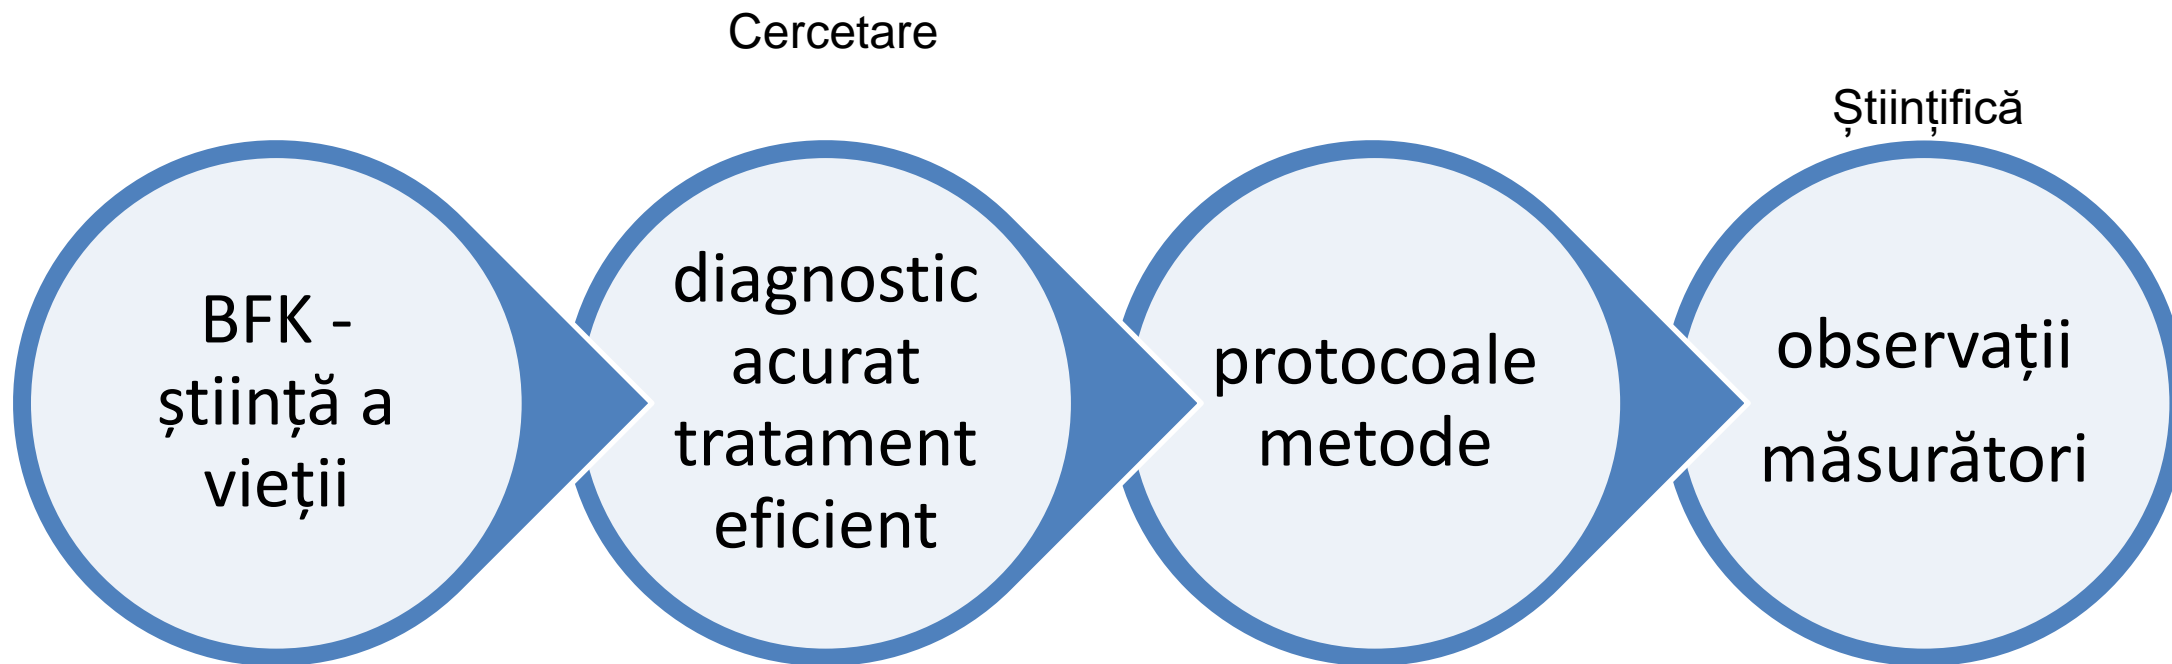 Cercetare
Științifică
BFK -
știință a
vieții
diagnostic
acurat
tratament
eficient
protocoale
metode
observații
măsurători